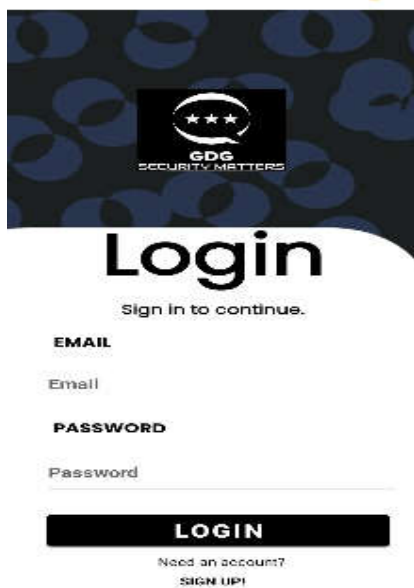 GDG
SECURITY MATTERS
Login
Sign in to continue.
EMAIL
Email
PASSWORD
Password
LOGIN
Need an account?
SIGN UP!